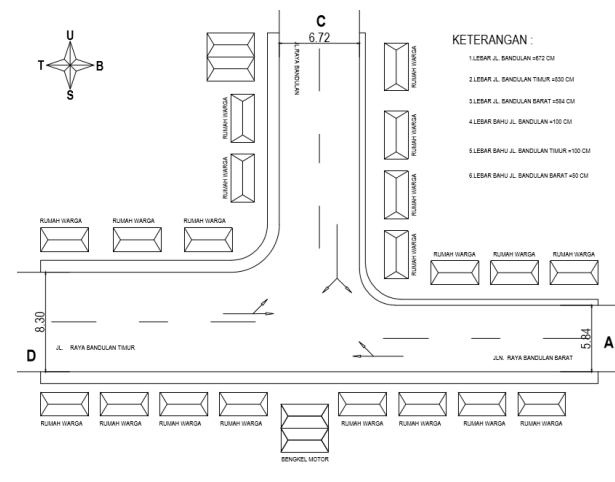 C
6.72
U
T
B
S
KETERANGAN :
1.LEBAR JL. BANDULAN =672 CM
2.LEBAR JL. BANDULAN TIMUR =830 CM
3.LEBAR JL. BANDULAN BARAT =584 CM
4.LEBAR BAHU JL. BANDULAN =100 CM
5.LEBAR BAHU JL. BANDULAN TIMUR =100 CM
6.LEBAR BAHU JL. BANDULAN BARAT =50 CM
JL.RAYA BANDULAN
RUMAH WARGA
RUMAH WARGA
RUMAH WARGA
RUMAH WARGA
RUMAH WARGA
RUMAH WARGA
RUMAH WARGA
RUMAH WARGA
RUMAH WARGA
RUMAH WARGA
RUMAH WARGA
RUMAH WARGA
8.30
D
JL. RAYA BANDULAN TIMUR
5.84
A
JLN. RAYA BANDULAN BARAT
RUMAH WARGA
RUMAH WARGA
RUMAH WARGA
RUMAH WARGA
RUMAH WARGA
RUMAH WARGA
RUMAH WARGA
RUMAH WARGA
BENGKEL MOTOR